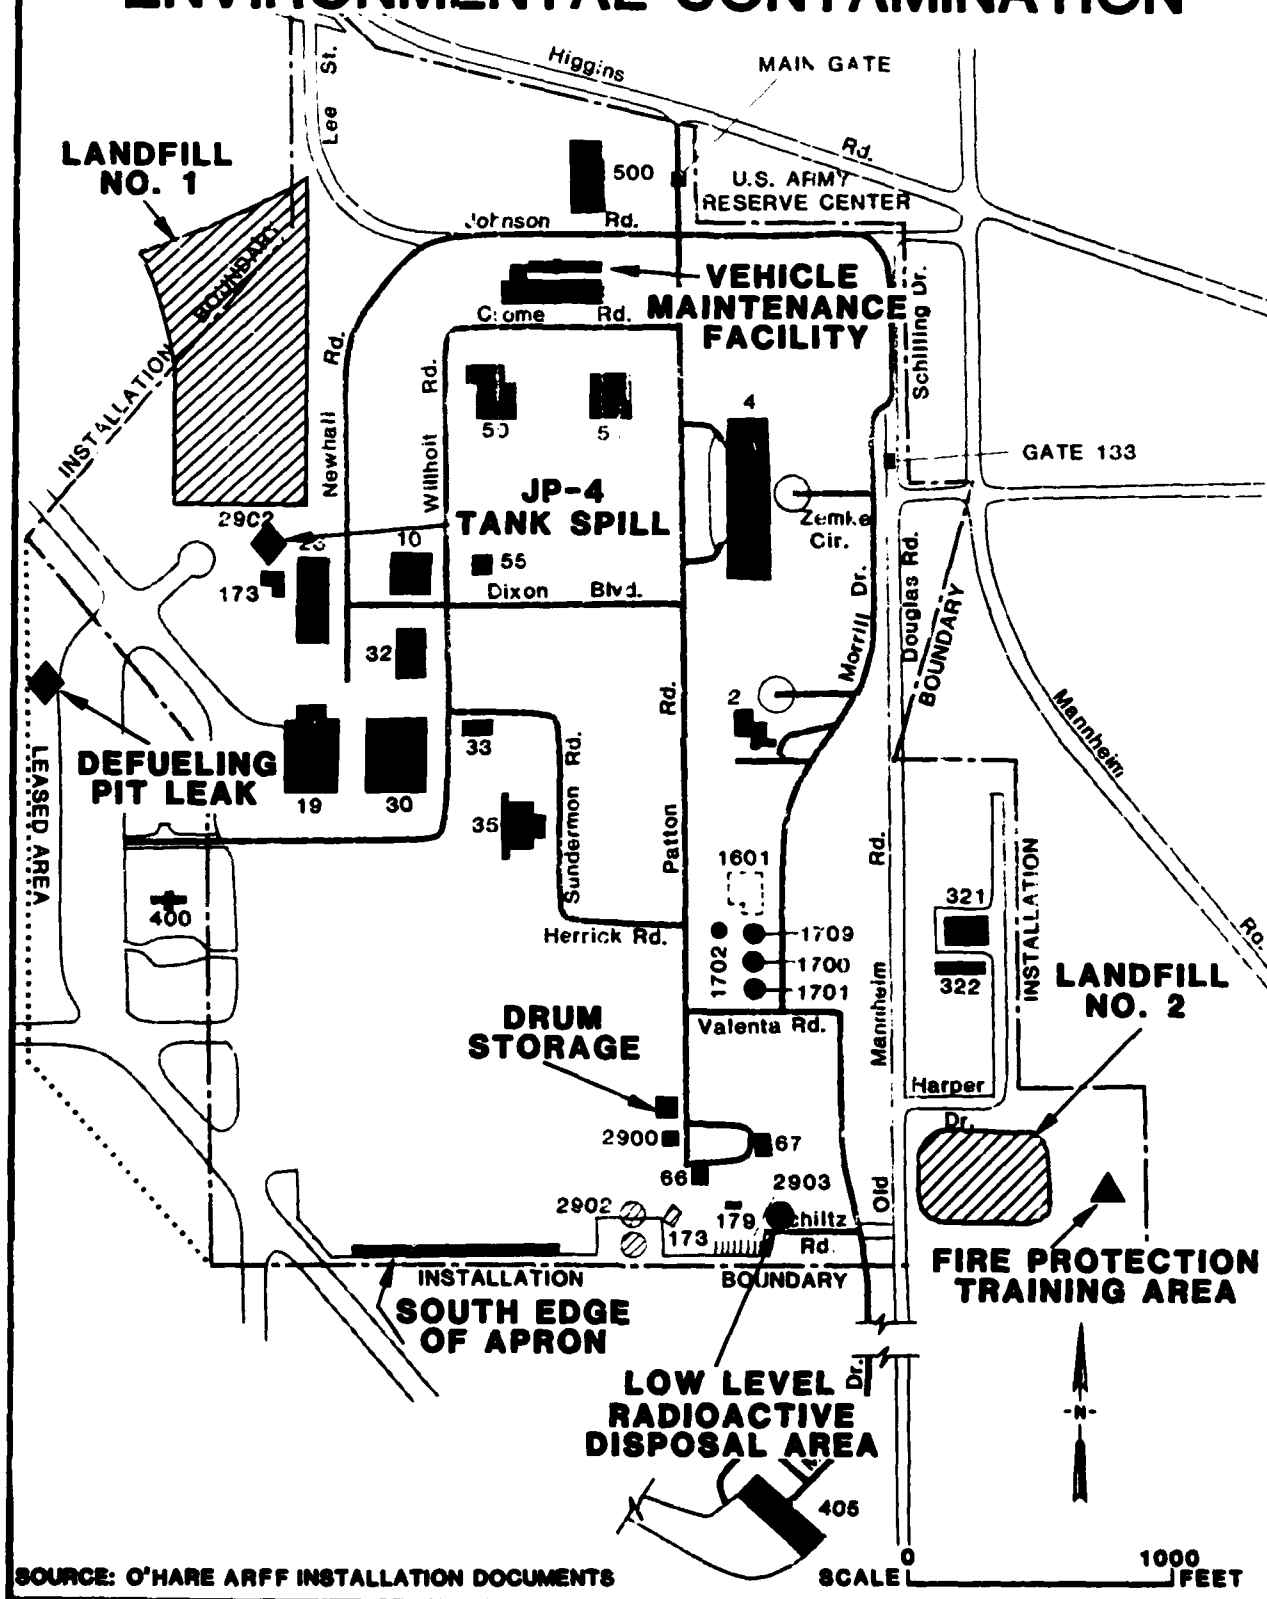 ENVIRONMENTAL CONTAMINATION
Higgins
MAIN GATE
Lee St.
Rd.
LANDFILL
NO. 1
500
U.S. ARMY
RESERVE CENTER
Johnson Rd.
BOUNDARY
VEHICLE
MAINTENANCE
FACILITY
Rd.
Schilling Dr.
Newhall Rd.
Willhoit Rd.
INSTALLATION
50
4
GATE 133
JP-4
TANK SPILL
2902
10
55
Zemke
Cir.
173
Dixon Blvd.
Morrill Dr.
Douglas Rd.
BOUNDARY
32
2
Mannheim
Ro.
33
DEFUELING
PIT LEAK
LEASED AREA
19
30
35
Sundermon Rd.
Patton Rd.
1601
400
Herrick Rd.
1702
1709
1700
1701
321
322
INSTALLATION
Old Mannheim Rd.
LANDFILL
NO. 2
DRUM
STORAGE
Valenta Rd.
Harper
Dr.
2900
67
66
2902
173
179
2903
chiltz
Rd.
INSTALLATION
BOUNDARY
FIRE PROTECTION
TRAINING AREA
SOUTH EDGE
OF APRON
LOW LEVEL
RADIOACTIVE
DISPOSAL AREA
Dr.
-N-
405
SOURCE: O'HARE ARFF INSTALLATION DOCUMENTS
SCALE
0
1000
FEET